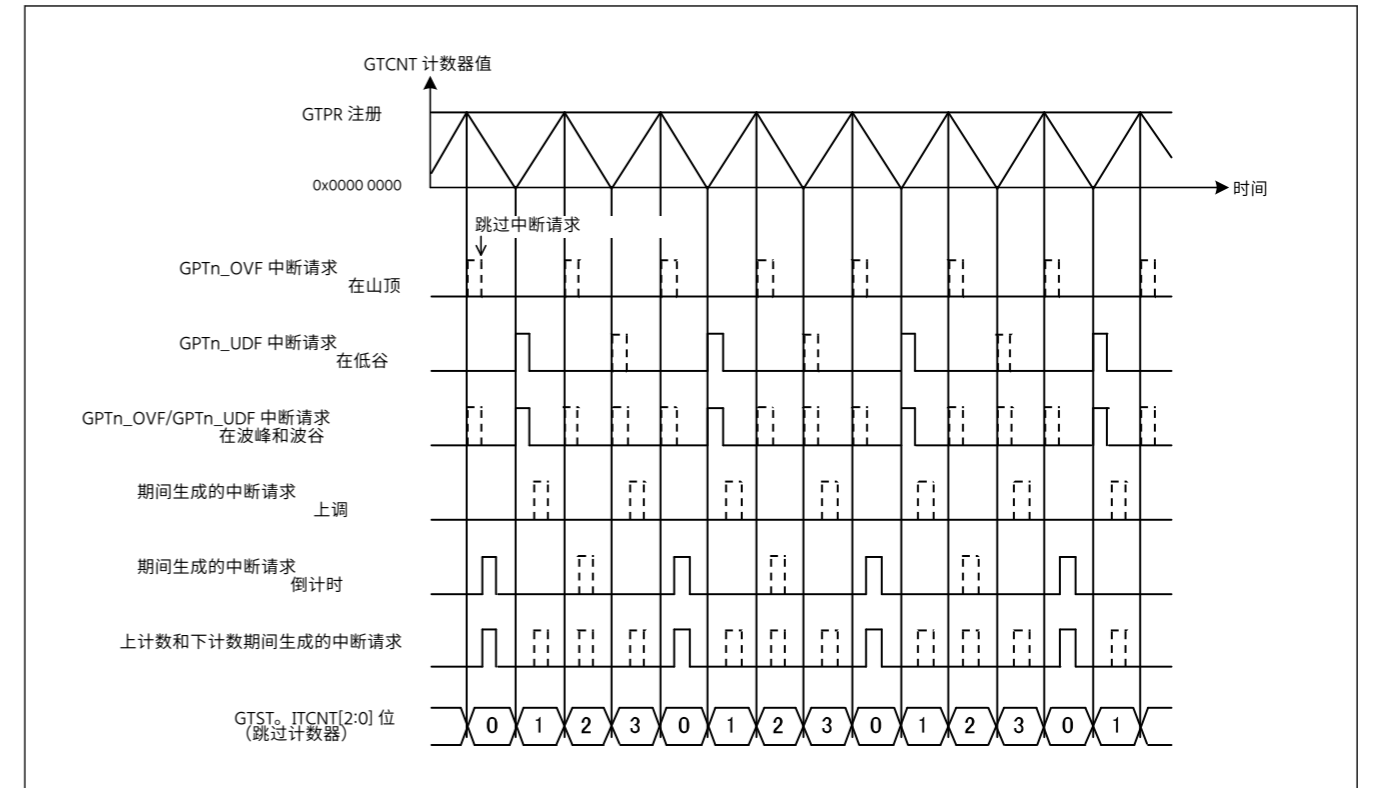 GTCNT 计数器值
GTPR 注册
0x0000 0000
时间
跳过中断请求
GPTn_OVF 中断请求
在山顶
GPTn_UDF 中断请求
在低谷
GPTn_OVF/GPTn_UDF 中断请求
在波峰和波谷
期间生成的中断请求
上调
期间生成的中断请求
倒计时
上计数和下计数期间生成的中断请求
GTST。ITCNT[2:0] 位
（跳过计数器）
0 1 2 3 0 1 2 3 0 1 2 3 0 1